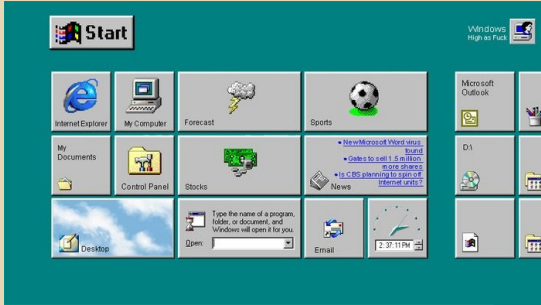 Start
Windows
High as Fuck
Internet Explorer
My Computer
Forecast
Sports
Microsoft
Outlook
My
Documents
Control Panel
Stocks
• New Microsoft Word virus
found
• Gates to sell 1.5 million
more shares
• Is CBS planning to spin off
Internet units?
News
D:\
Desktop
Type the name of a program,
folder, or document, and
Windows will open it for you.
Open:
Email
2:37:11 PM